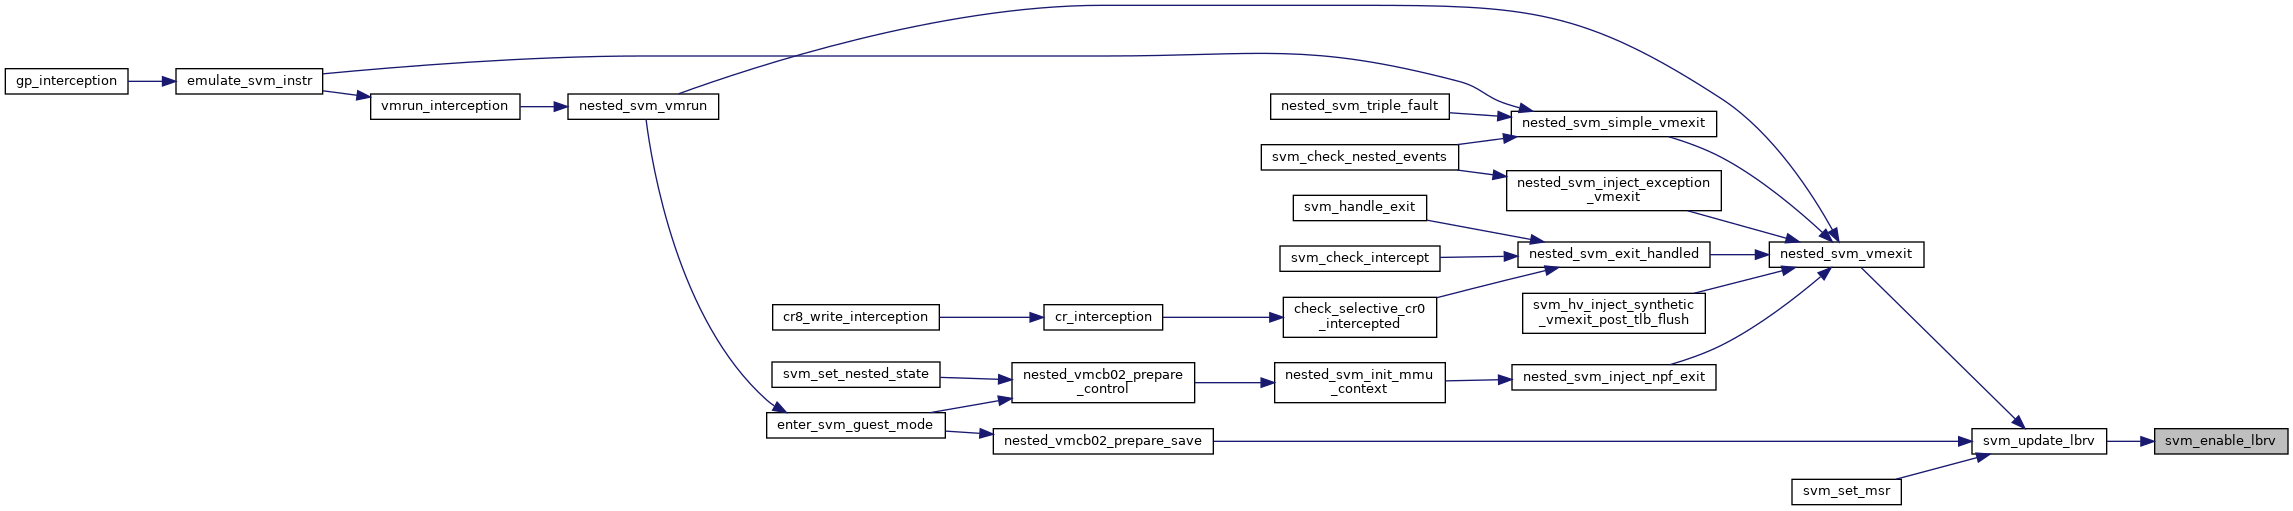 gp_interception
emulate_svm_instr
vmrun_interception
nested_svm_vmrun
nested_svm_triple_fault
nested_svm_simple_vmexit
svm_check_nested_events
nested_svm_inject_exception
_vmexit
svm_handle_exit
svm_check_intercept
nested_svm_exit_handled
nested_svm_vmexit
svm_hv_inject_synthetic
_vmexit_post_tlb_flush
cr8_write_interception
cr_interception
check_selective_cr0
_intercepted
svm_set_nested_state
nested_vmcb02_prepare
_control
nested_svm_init_mmu
_context
nested_svm_inject_npf_exit
enter_svm_guest_mode
nested_vmcb02_prepare_save
svm_update_lbrv
svm_enable_lbrv
svm_set_msr